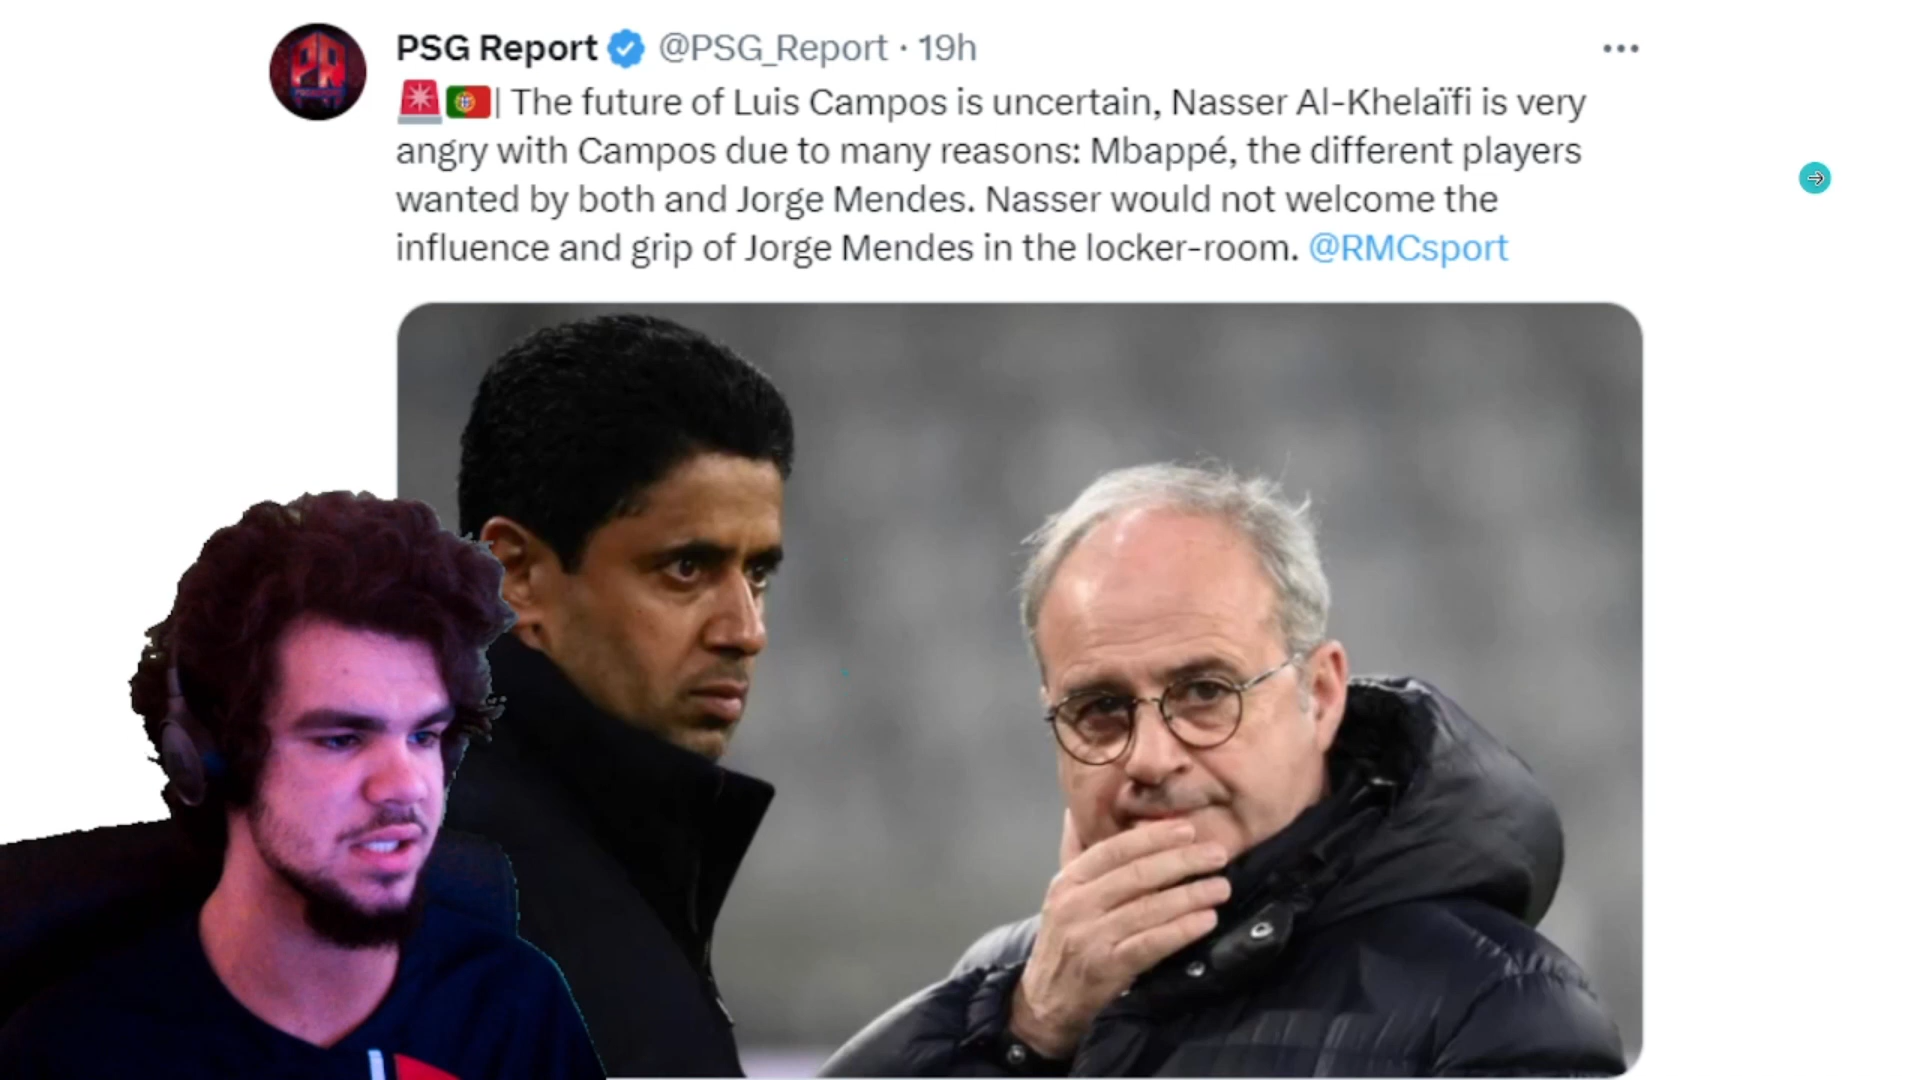 PSG Report @PSG_Report · 19h
🚨🇵🇹| The future of Luis Campos is uncertain, Nasser Al-Khelaïfi is very
angry with Campos due to many reasons: Mbappé, the different players
wanted by both and Jorge Mendes. Nasser would not welcome the
influence and grip of Jorge Mendes in the locker-room. @RMCsport
PR